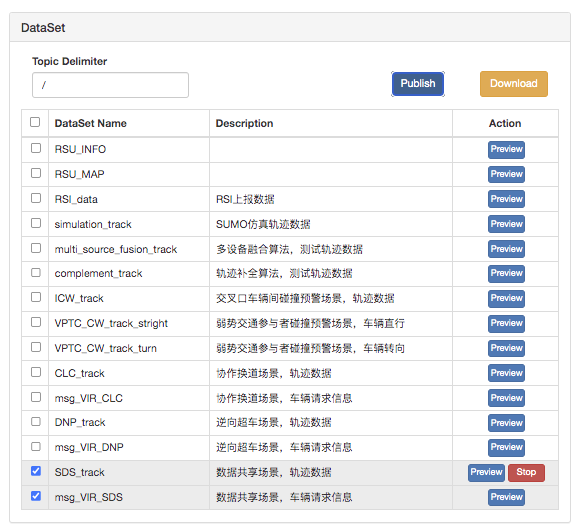 DataSet
Topic Delimiter
/
Publish
Download
DataSet Name Description Action
RSU_INFO Preview
RSU_MAP Preview
RSI_data RSI上报数据 Preview
simulation_track SUMO仿真轨迹数据 Preview
multi_source_fusion_track 多设备融合算法，测试轨迹数据 Preview
complement_track 轨迹补全算法，测试轨迹数据 Preview
ICW_track 交叉口车辆间碰撞预警场景，轨迹数据 Preview
VPTC_CW_track_stright 弱势交通参与者碰撞预警场景，车辆直行 Preview
VPTC_CW_track_turn 弱势交通参与者碰撞预警场景，车辆转向 Preview
CLC_track 协作换道场景，轨迹数据 Preview
msg_VIR_CLC 协作换道场景，车辆请求信息 Preview
DNP_track 逆向超车场景，轨迹数据 Preview
msg_VIR_DNP 逆向超车场景，车辆请求信息 Preview
SDS_track 数据共享场景，轨迹数据 Preview Stop
msg_VIR_SDS 数据共享场景，车辆请求信息 Preview